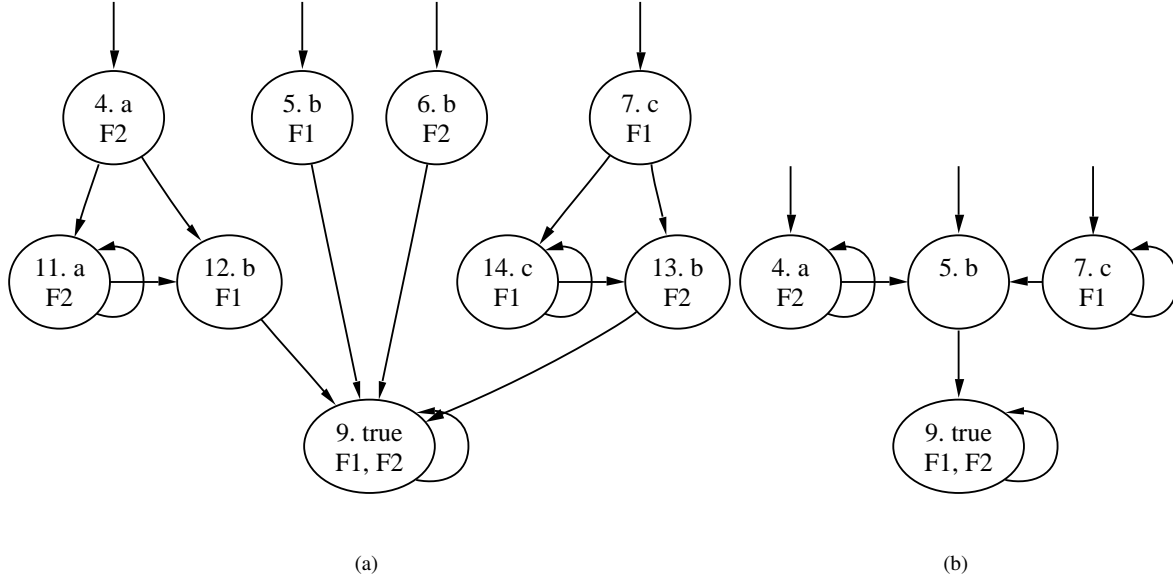 4. a
F2
5. b
F1
6. b
F2
7. c
F1
11. a
F2
12. b
F1
14. c
F1
13. b
F2
9. true
F1, F2
(a)
4. a
F2
5. b
7. c
F1
9. true
F1, F2
(b)